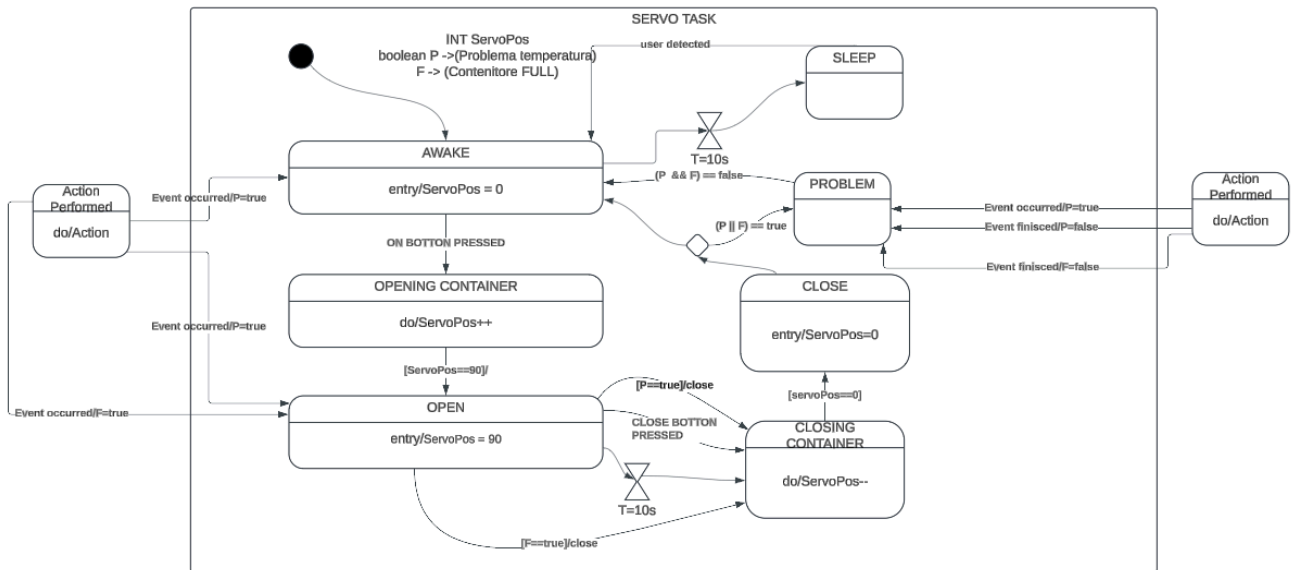 SERVO TASK
INT ServoPos
boolean P ->(Problema temperatura)
F -> (Contenitore FULL)
user detected
SLEEP
T=10s
AWAKE
entry/ServoPos = 0
(P && F) == false
PROBLEM
(P || F) == true
Action
Performed
do/Action
Event occurred/P=true
Event occurred/P=true
Event occurred/F=true
Action
Performed
do/Action
Event occurred/P=true
Event finisced/P=false
Event finisced/F=false
ON BOTTON PRESSED
OPENING CONTAINER
do/ServoPos++
[ServoPos==90]/
OPEN
entry/ServoPos = 90
CLOSE
entry/ServoPos=0
[servoPos==0]
[P==true]/close
CLOSE BOTTON
PRESSED
T=10s
[F==true]/close
CLOSING
CONTAINER
do/ServoPos--